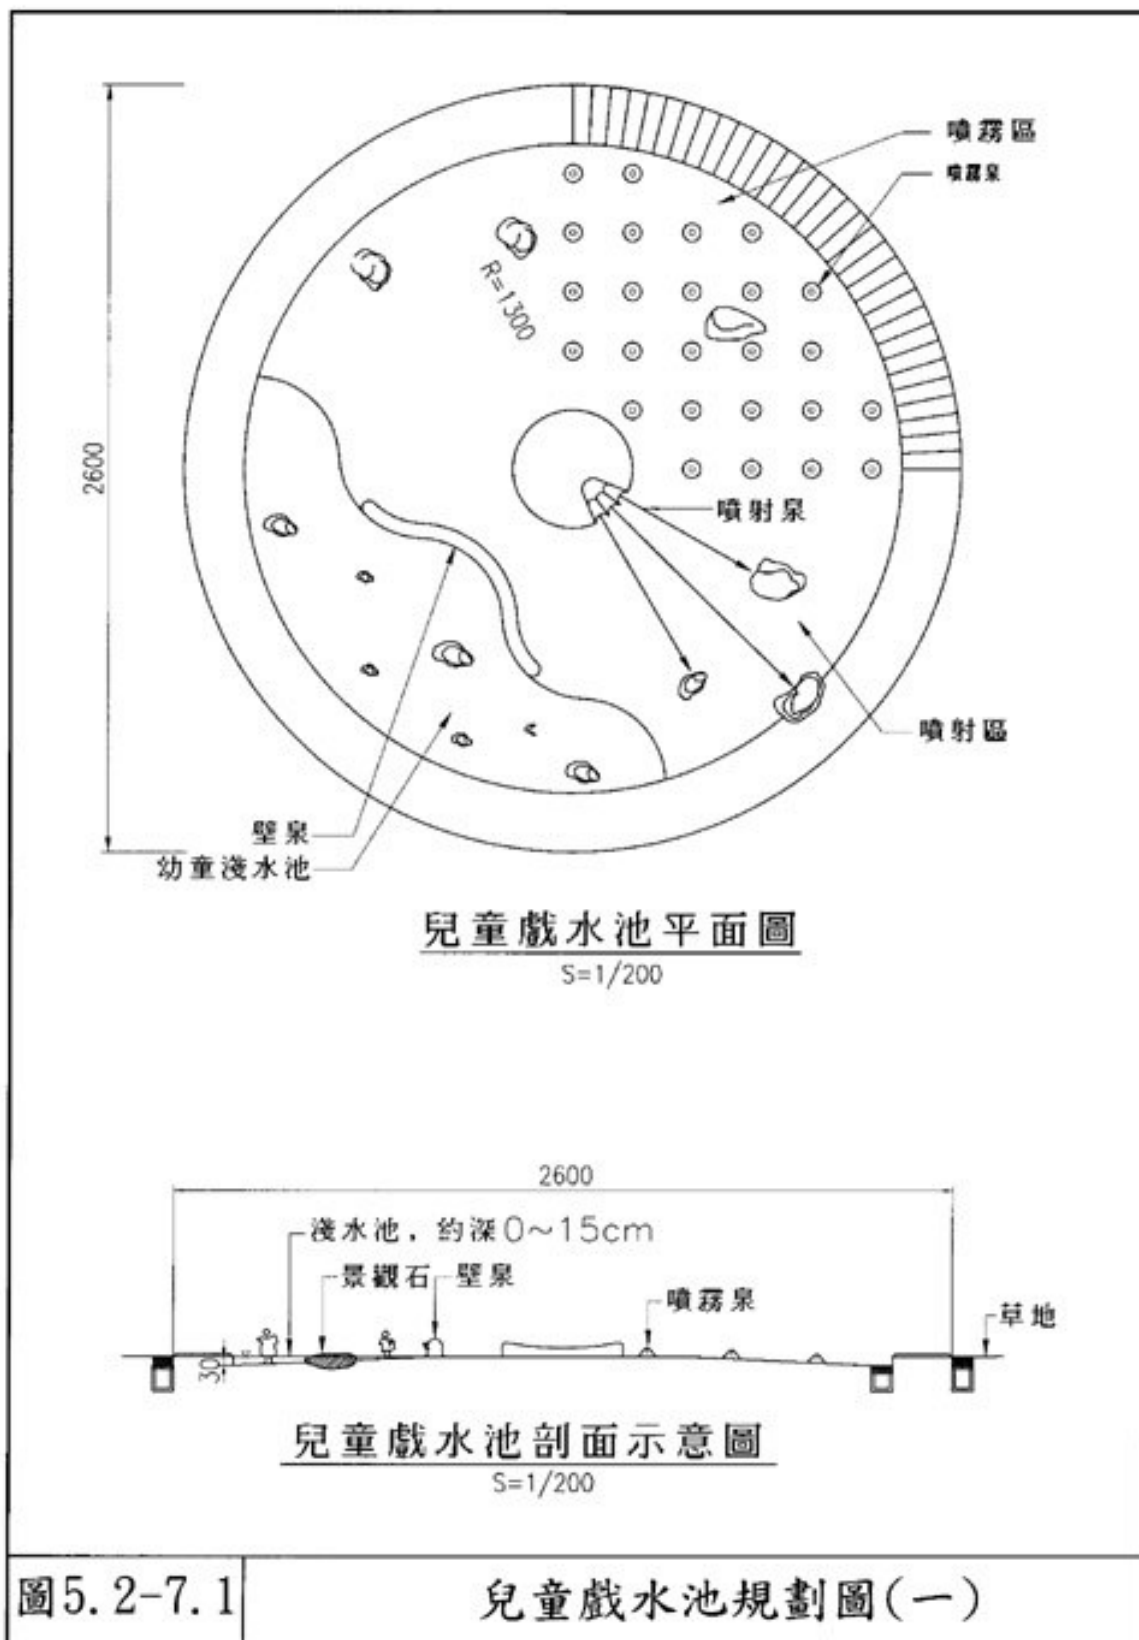 噴霧區
噴霧泉
R=1300
2600
噴射泉
噴射區
壁泉
幼童淺水池
兒童戲水池平面圖
S=1/200
2600
淺水池，約深0~15cm
景觀石 壁泉
噴霧泉
草地
30
兒童戲水池剖面示意圖
S=1/200
圖5.2-7.1 兒童戲水池規劃圖(一)